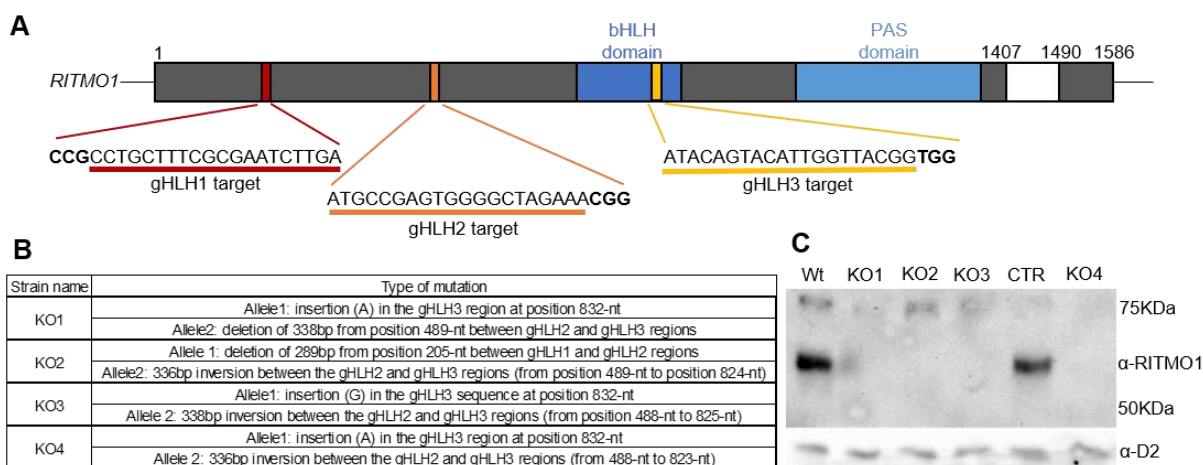 A
bHLH
domain
PAS
domain
1
1407
1490
1586
RITMO1
CCGCCTGCTTTCGCGAATCTTGA
gHLH1 target
ATGCCGAGTGGGGCTAGAAACGG
gHLH2 target
ATACAGTACATTGGTTACGGTGG
gHLH3 target
B
Strain name Type of mutation
KO1
Allele1: insertion (A) in the gHLH3 region at position 832-nt
Allele2: deletion of 338bp from position 489-nt between gHLH2 and gHLH3 regions
KO2
Allele 1: deletion of 289bp from position 205-nt between gHLH1 and gHLH2 regions
Allele2: 336bp inversion between the gHLH2 and gHLH3 regions (from position 489-nt to position 824-nt)
KO3
Allele1: insertion (G) in the gHLH3 sequence at position 832-nt
Allele 2: 338bp inversion between the gHLH2 and gHLH3 regions (from position 488-nt to 825-nt)
KO4
Allele1: insertion (A) in the gHLH3 region at position 832-nt
Allele 2: 336bp inversion between the gHLH2 and gHLH3 regions (from 488-nt to 823-nt)
C
Wt KO1 KO2 KO3 CTR KO4
75KDa
α-RITMO1
50KDa
α-D2